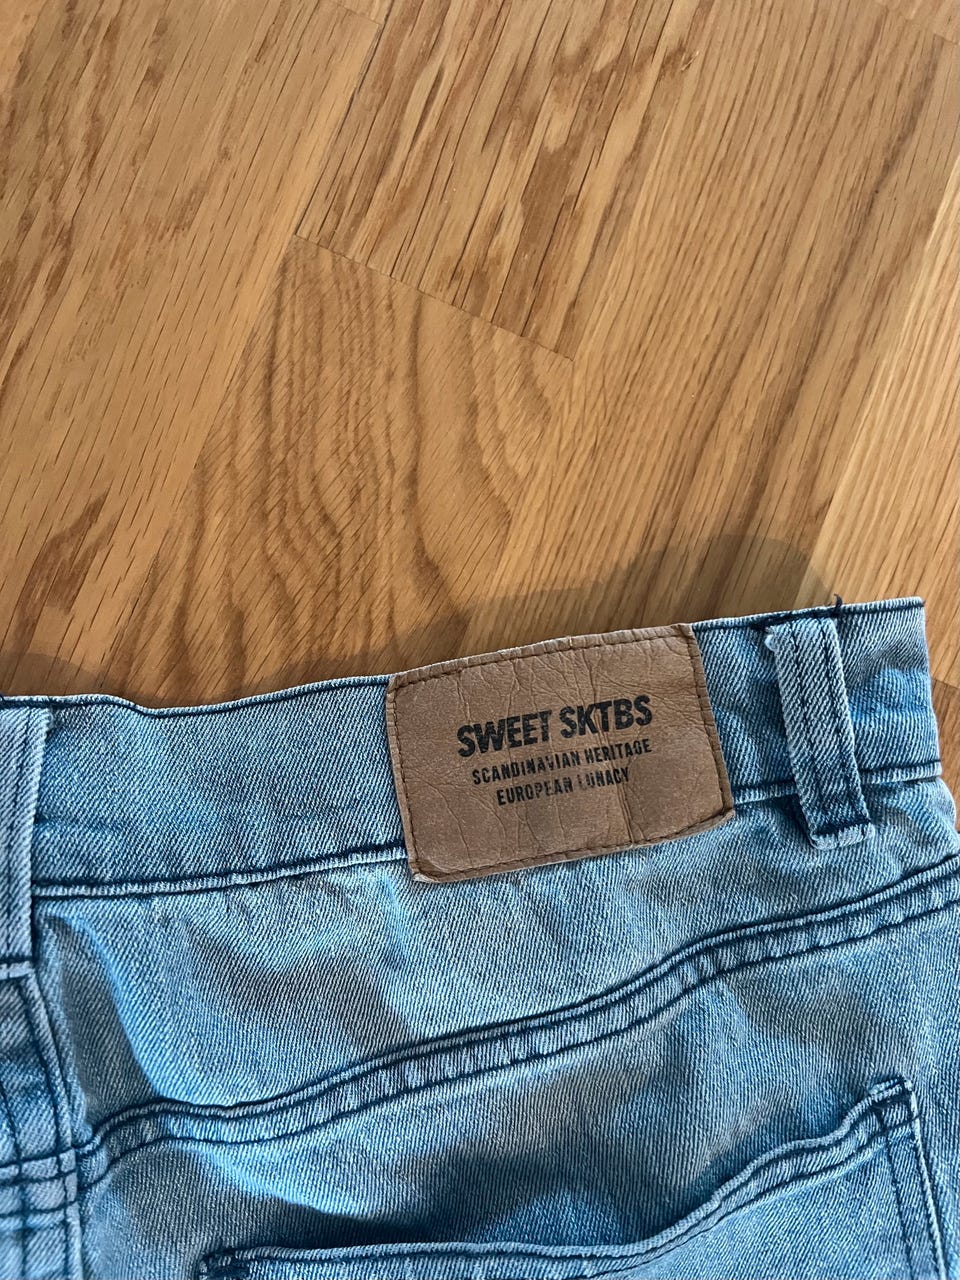 SWEET SKTBS
SCANDINAVIAN HERITAGE
EUROPEAN LUNACY